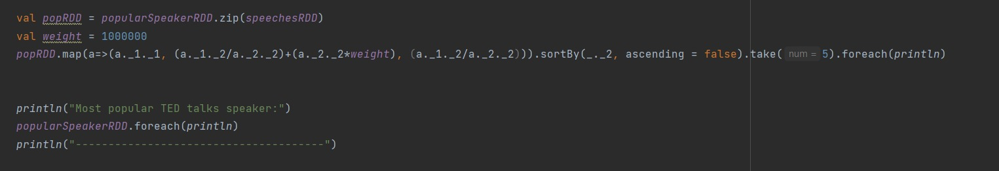 val popRDD = popularSpeakerRDD.zip(speechesRDD)
val weight = 1000000
popRDD.map(a=>(a._1._1, (a._1._2/a._2._2)+(a._2._2*weight), (a._1._2/a._2._2))).sortBy(_._2, ascending = false).take( num = 5).foreach(println)
println("Most popular TED talks speaker:")
popularSpeakerRDD.foreach(println)
println("--------------------------------------")